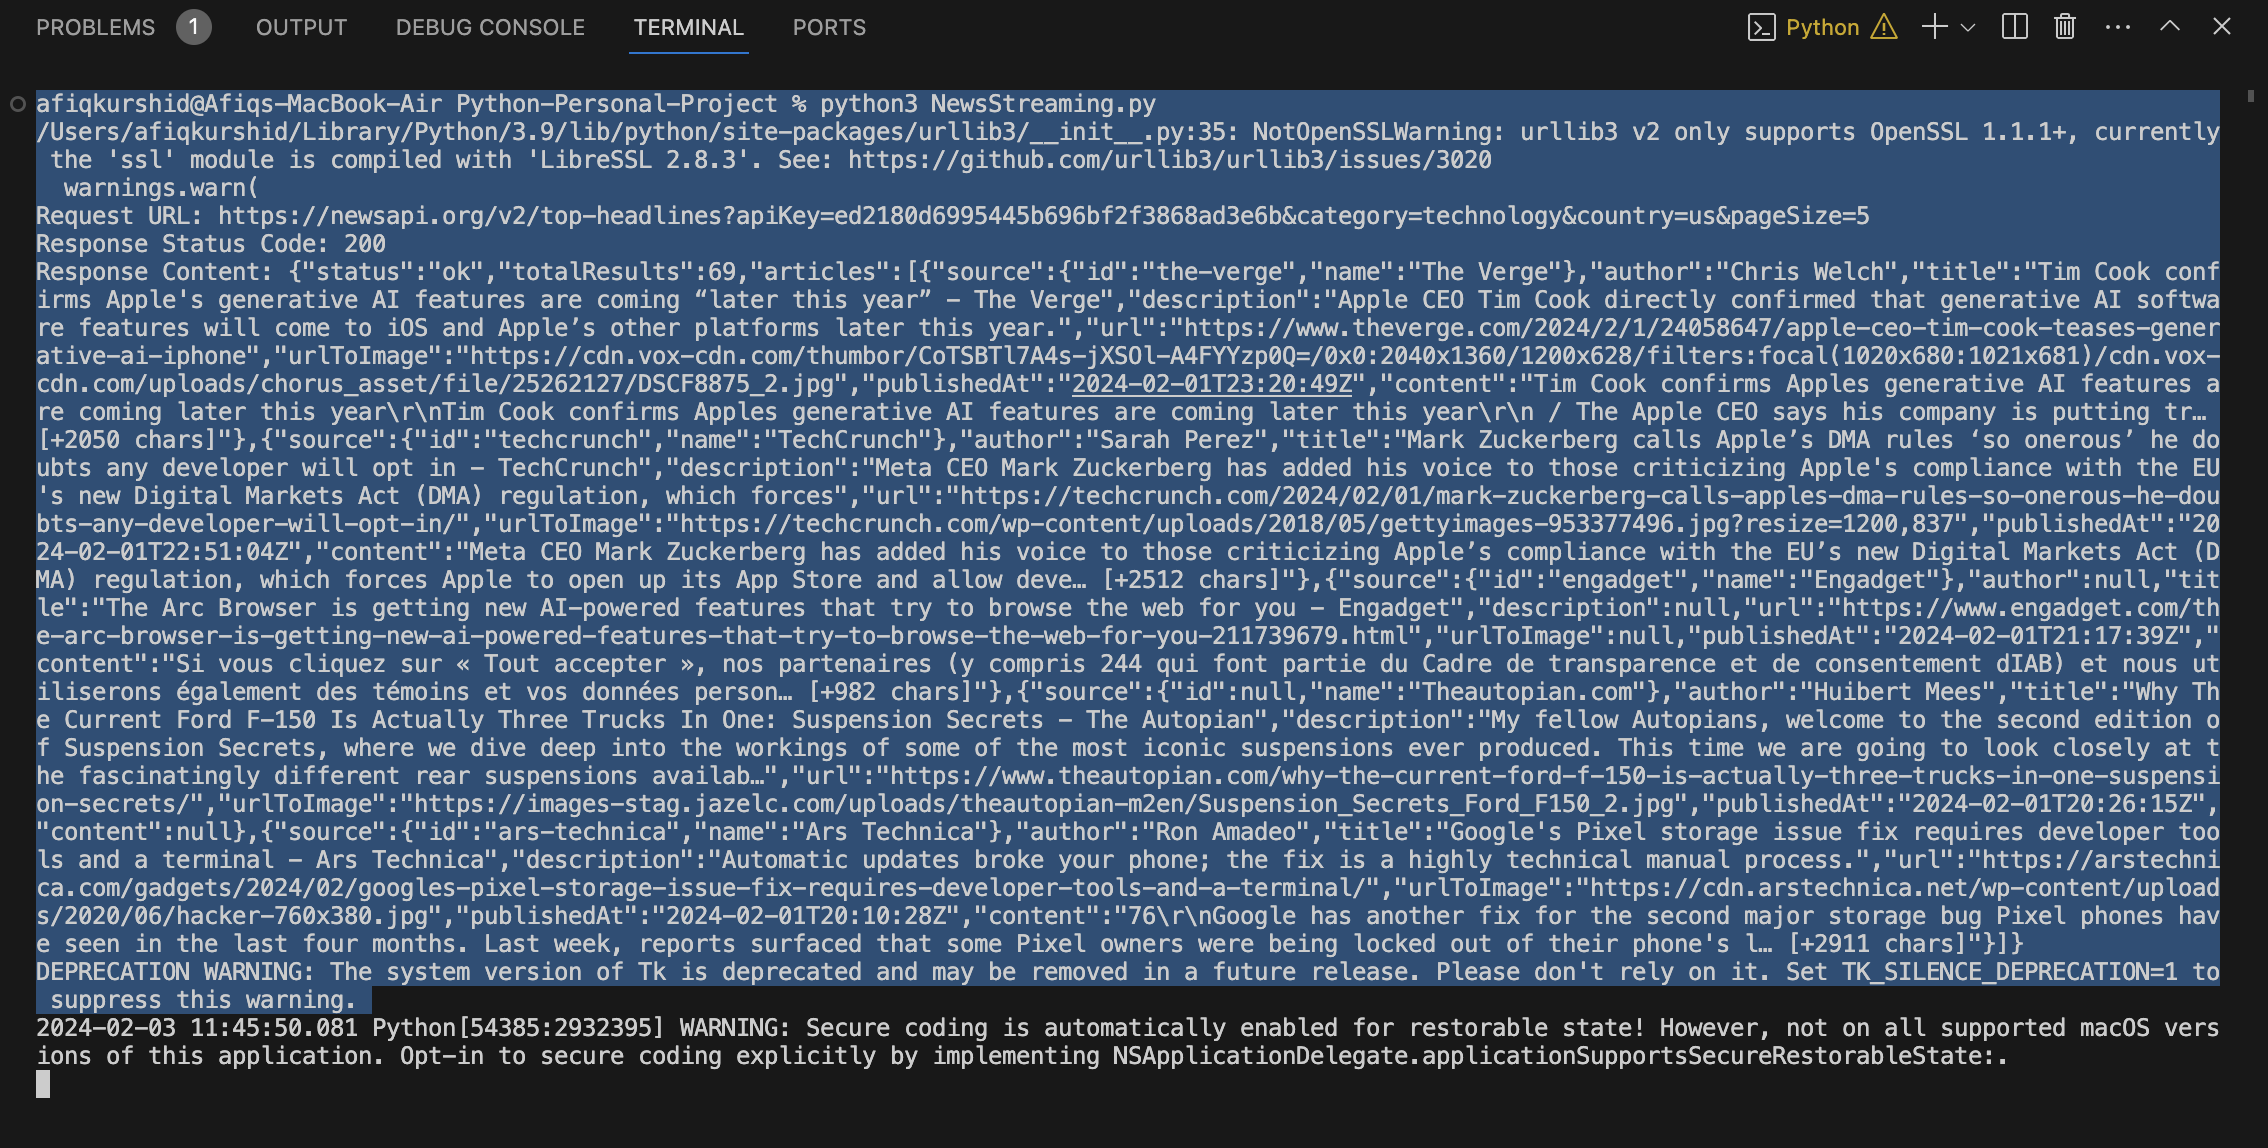 PROBLEMS 1 OUTPUT DEBUG CONSOLE TERMINAL PORTS Python
afiqkurshid@Afiqs-MacBook-Air Python-Personal-Project % python3 NewsStreaming.py
/Users/afiqkurshid/Library/Python/3.9/lib/python/site-packages/urllib3/__init__.py:35: NotOpenSSLWarning: urllib3 v2 only supports OpenSSL 1.1.1+, currently
the 'ssl' module is compiled with 'LibreSSL 2.8.3'. See: https://github.com/urllib3/urllib3/issues/3020
warnings.warn(
Request URL: https://newsapi.org/v2/top-headlines?apiKey=ed2180d6995445b696bf2f3868ad3e6b&category=technology&country=us&pageSize=5
Response Status Code: 200
Response Content: {"status":"ok","totalResults":69,"articles":[{"source":{"id":"the-verge","name":"The Verge"},"author":"Chris Welch","title":"Tim Cook conf
irms Apple's generative AI features are coming “later this year” - The Verge","description":"Apple CEO Tim Cook directly confirmed that generative AI softwa
re features will come to iOS and Apple’s other platforms later this year.","url":"https://www.theverge.com/2024/2/1/24058647/apple-ceo-tim-cook-teases-gener
ative-ai-iphone","urlToImage":"https://cdn.vox-cdn.com/thumbor/CoTSBTl7A4s-jXSOl-A4FYYzp0Q=/0x0:2040x1360/1200x628/filters:focal(1020x680:1021x681)/cdn.vox-
cdn.com/uploads/chorus_asset/file/25262127/DSCF8875_2.jpg","publishedAt":"2024-02-01T23:20:49Z","content":"Tim Cook confirms Apples generative AI features a
re coming later this year\r\nTim Cook confirms Apples generative AI features are coming later this year\r\n / The Apple CEO says his company is putting tr…
[+2050 chars]"},{"source":{"id":"techcrunch","name":"TechCrunch"},"author":"Sarah Perez","title":"Mark Zuckerberg calls Apple’s DMA rules ‘so onerous’ he do
ubts any developer will opt in - TechCrunch","description":"Meta CEO Mark Zuckerberg has added his voice to those criticizing Apple's compliance with the EU
's new Digital Markets Act (DMA) regulation, which forces","url":"https://techcrunch.com/2024/02/01/mark-zuckerberg-calls-apples-dma-rules-so-onerous-he-dou
bts-any-developer-will-opt-in/","urlToImage":"https://techcrunch.com/wp-content/uploads/2018/05/gettyimages-953377496.jpg?resize=1200,837","publishedAt":"20
24-02-01T22:51:04Z","content":"Meta CEO Mark Zuckerberg has added his voice to those criticizing Apple’s compliance with the EU’s new Digital Markets Act (D
MA) regulation, which forces Apple to open up its App Store and allow deve… [+2512 chars]"},{"source":{"id":"engadget","name":"Engadget"},"author":null,"tit
le":"The Arc Browser is getting new AI-powered features that try to browse the web for you - Engadget","description":null,"url":"https://www.engadget.com/th
e-arc-browser-is-getting-new-ai-powered-features-that-try-to-browse-the-web-for-you-211739679.html","urlToImage":null,"publishedAt":"2024-02-01T21:17:39Z","
content":"Si vous cliquez sur « Tout accepter », nos partenaires (y compris 244 qui font partie du Cadre de transparence et de consentement dIAB) et nous ut
iliserons également des témoins et vos données person… [+982 chars]"},{"source":{"id":null,"name":"Theautopian.com"},"author":"Huibert Mees","title":"Why Th
e Current Ford F-150 Is Actually Three Trucks In One: Suspension Secrets - The Autopian","description":"My fellow Autopians, welcome to the second edition o
f Suspension Secrets, where we dive deep into the workings of some of the most iconic suspensions ever produced. This time we are going to look closely at t
he fascinatingly different rear suspensions availab…","url":"https://www.theautopian.com/why-the-current-ford-f-150-is-actually-three-trucks-in-one-suspensi
on-secrets/","urlToImage":"https://images-stag.jazelc.com/uploads/theautopian-m2en/Suspension_Secrets_Ford_F150_2.jpg","publishedAt":"2024-02-01T20:26:15Z",
"content":null},{"source":{"id":"ars-technica","name":"Ars Technica"},"author":"Ron Amadeo","title":"Google's Pixel storage issue fix requires developer too
ls and a terminal - Ars Technica","description":"Automatic updates broke your phone; the fix is a highly technical manual process.","url":"https://arstechni
ca.com/gadgets/2024/02/googles-pixel-storage-issue-fix-requires-developer-tools-and-a-terminal/","urlToImage":"https://cdn.arstechnica.net/wp-content/upload
s/2020/06/hacker-760x380.jpg","publishedAt":"2024-02-01T20:10:28Z","content":"76\r\nGoogle has another fix for the second major storage bug Pixel phones hav
e seen in the last four months. Last week, reports surfaced that some Pixel owners were being locked out of their phone's l… [+2911 chars]"}]}
DEPRECATION WARNING: The system version of Tk is deprecated and may be removed in a future release. Please don't rely on it. Set TK_SILENCE_DEPRECATION=1 to
suppress this warning.
2024-02-03 11:45:50.081 Python[54385:2932395] WARNING: Secure coding is automatically enabled for restorable state! However, not on all supported macOS vers
ions of this application. Opt-in to secure coding explicitly by implementing NSApplicationDelegate.applicationSupportsSecureRestorableState:.